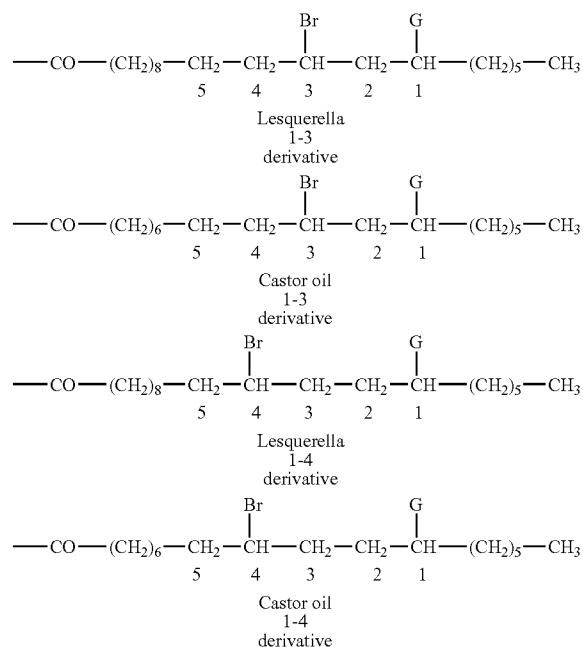 Br G
— CO — (CH₂)₈ — CH₂ — CH₂ — CH — CH₂ — CH — (CH₂)₅ — CH₃
5 4 3 2 1
Lesquerella
1-3
derivative
Br G
— CO — (CH₂)₆ — CH₂ — CH₂ — CH — CH₂ — CH — (CH₂)₅ — CH₃
5 4 3 2 1
Castor oil
1-3
derivative
Br G
— CO — (CH₂)₈ — CH₂ — CH — CH₂ — CH₂ — CH — (CH₂)₅ — CH₃
5 4 3 2 1
Lesquerella
1-4
derivative
Br G
— CO — (CH₂)₆ — CH₂ — CH — CH₂ — CH₂ — CH — (CH₂)₅ — CH₃
5 4 3 2 1
Castor oil
1-4
derivative